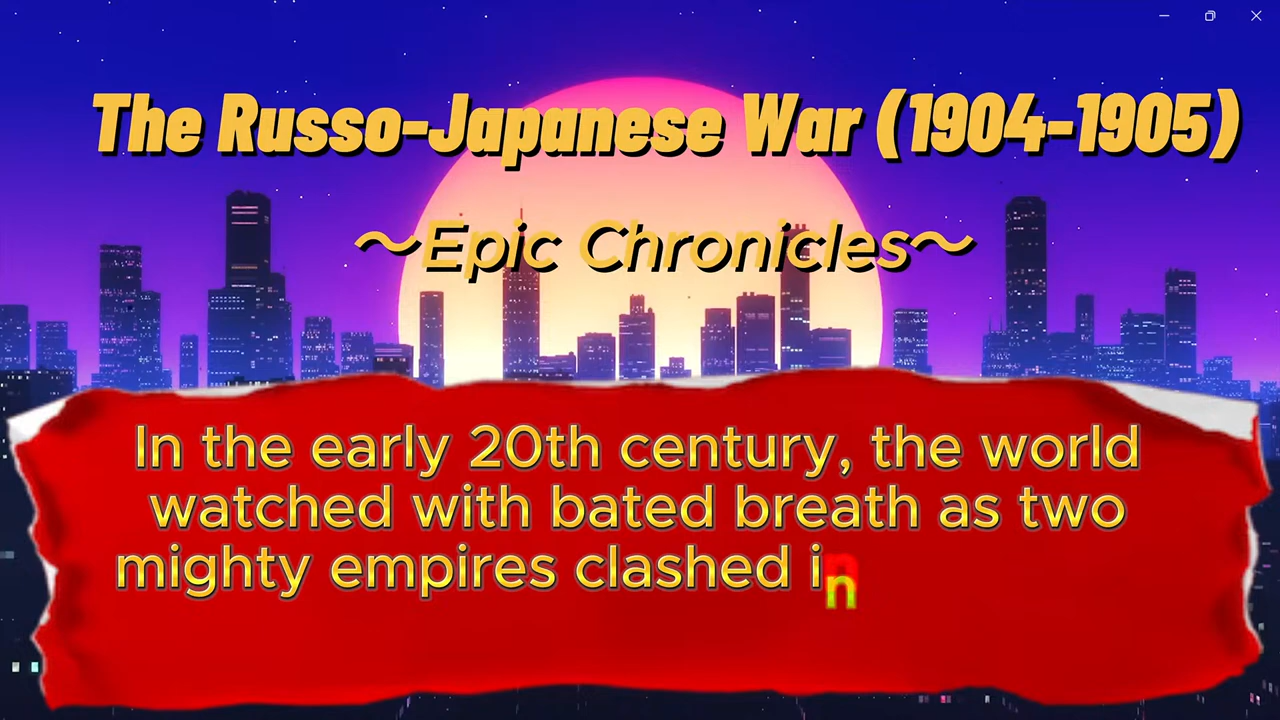 The Russo-Japanese War (1904-1905)
~Epic Chronicles~
In the early 20th century, the world
watched with bated breath as two
mighty empires clashed in